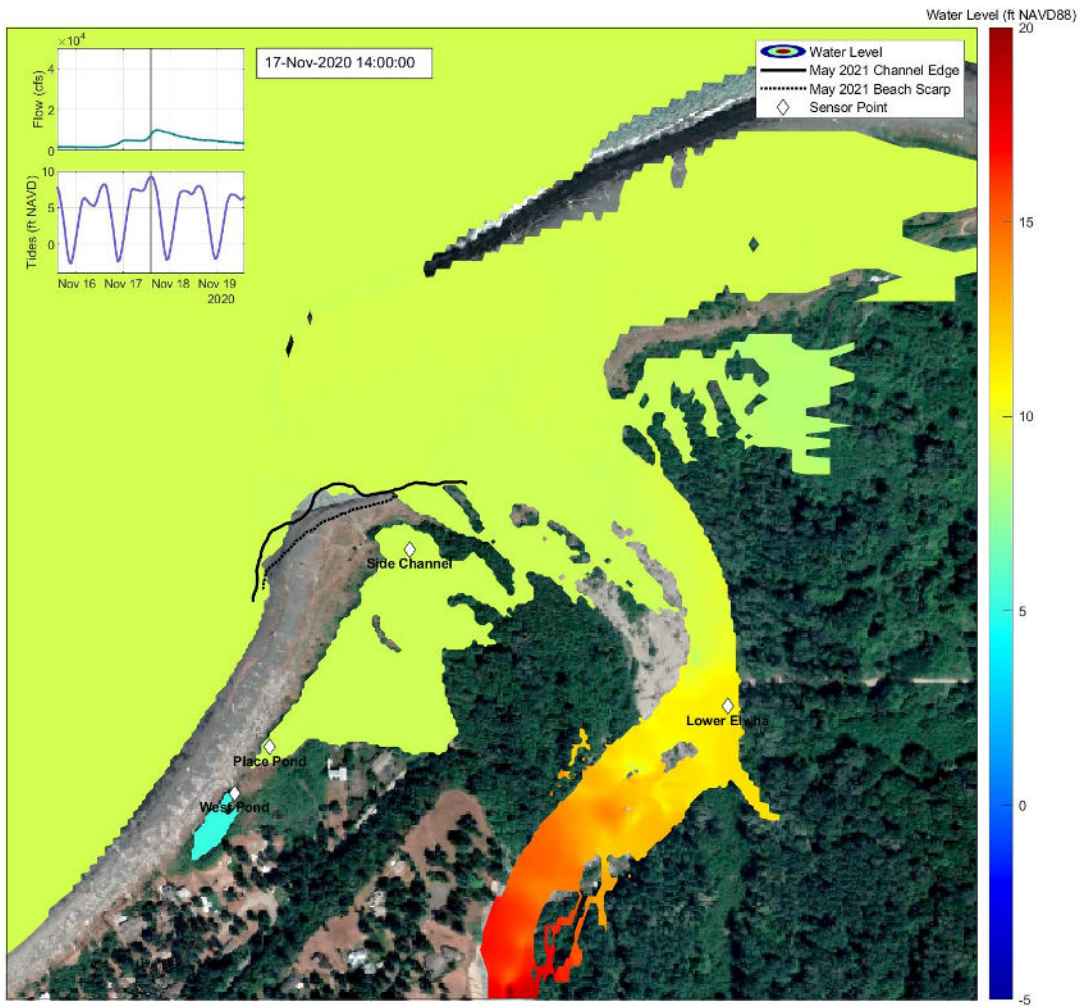 Water Level (ft NAVD88)
×10^4
4
2
0
Flow (cfs)
10
5
0
Tides (ft NAVD)
Nov 16 Nov 17 Nov 18 Nov 19
2020
17-Nov-2020 14:00:00
Water Level
May 2021 Channel Edge
May 2021 Beach Scarp
Sensor Point
Side Channel
Lower Elwha
Place Pond
West Pond
20
15
10
5
0
-5